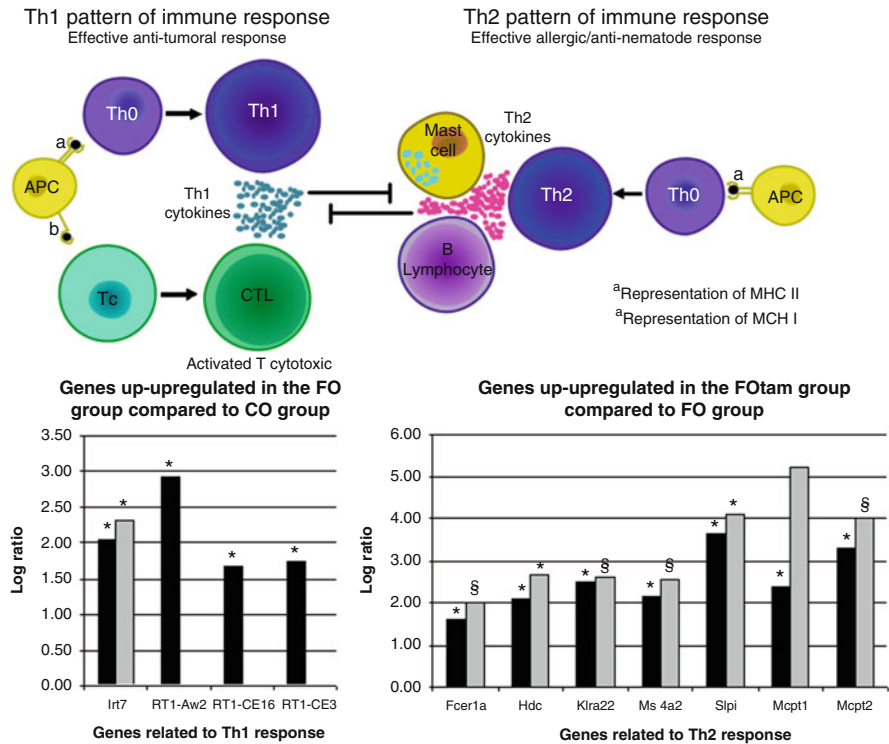 Th1 pattern of immune response
Effective anti-tumoral response
Th2 pattern of immune response
Effective allergic/anti-nematode response
Th0
Th1
a
APC
b
Th1
cytokines
Tc
CTL
Activated T cytotoxic
Mast
cell
Th2
cytokines
Th2
Th0
a
APC
B
Lymphocyte
aRepresentation of MHC II
aRepresentation of MCH I
Genes up-upregulated in the FO
group compared to CO group
Log ratio
3.50
3.00
2.50
2.00
1.50
1.00
0.50
0.00
* * * * *
Irt7 RT1-Aw2 RT1-CE16 RT1-CE3
Genes related to Th1 response
Genes up-upregulated in the FOtam group
compared to FO group
Log ratio
6.00
5.00
4.00
3.00
2.00
1.00
0.00
* § * * * § * § * * * * §
Fcer1a Hdc Klra22 Ms 4a2 Slpi Mcpt1 Mcpt2
Genes related to Th2 response